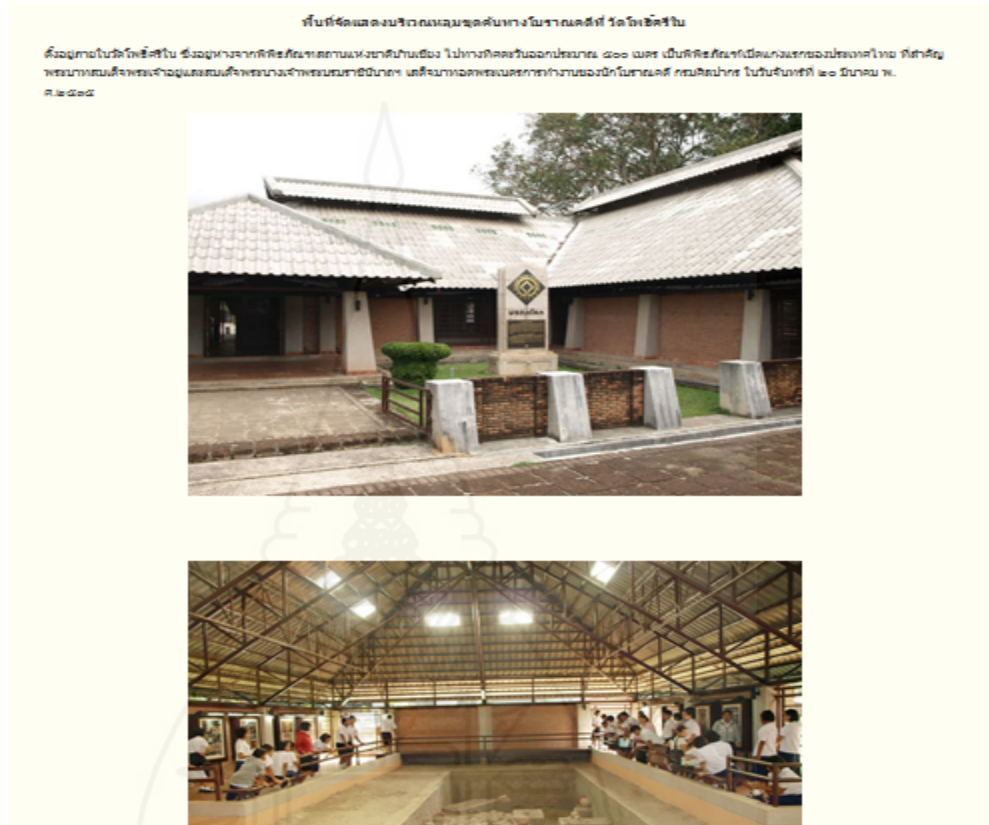 พื้นที่จัดแสดงบริเวณหลุมขุดค้นทางโบราณคดีที่ วัดโพธิ์ศรีใน
ตั้งอยู่ภายในวัดโพธิ์ศรีใน ซึ่งอยู่ห่างจากพิพิธภัณฑสถานแห่งชาติบ้านเชียง ไปทางทิศตะวันออกประมาณ ๕๐๐ เมตร เป็นพิพิธภัณฑ์เปิดแห่งแรกของประเทศไทย ที่สำคัญ
พระบาทสมเด็จพระเจ้าอยู่และสมเด็จพระนางเจ้าพระบรมราชินีนาถฯ เสด็จมาทอดพระเนตรการทำงานของนักโบราณคดี กรมศิลปากร ในวันจันทร์ที่ ๒๐ มีนาคม พ.
ศ.๒๕๑๕
มรดกโลก